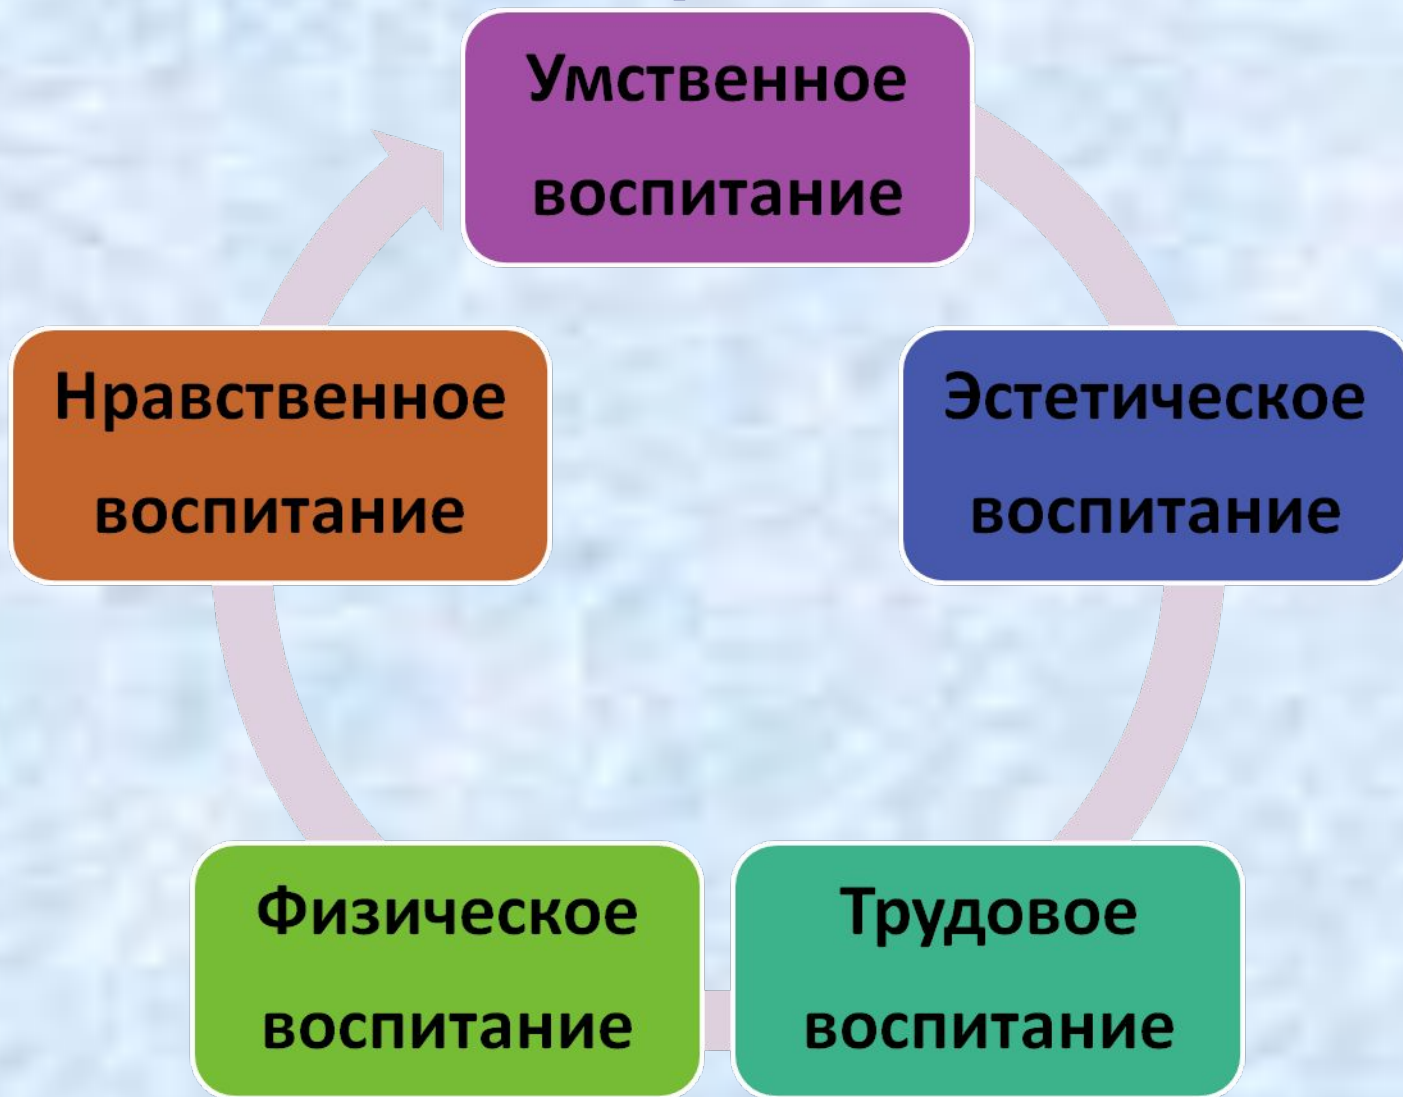 Умственное
воспитание
Нравственное
воспитание
Эстетическое
воспитание
Физическое
воспитание
Трудовое
воспитание